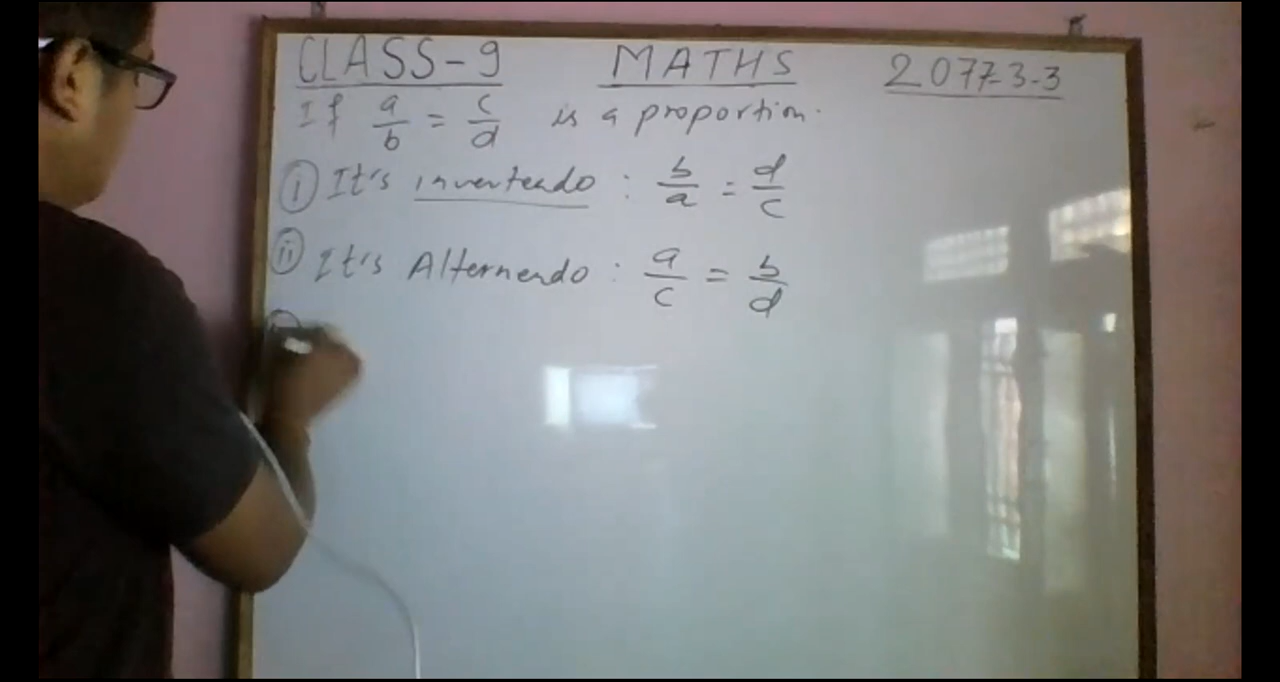 CLASS-9 MATHS 2077-3-3
If a/b = c/d is a proportion.
(i) It's invertendo : b/a = d/c
(ii) It's Alternendo : a/c = b/d